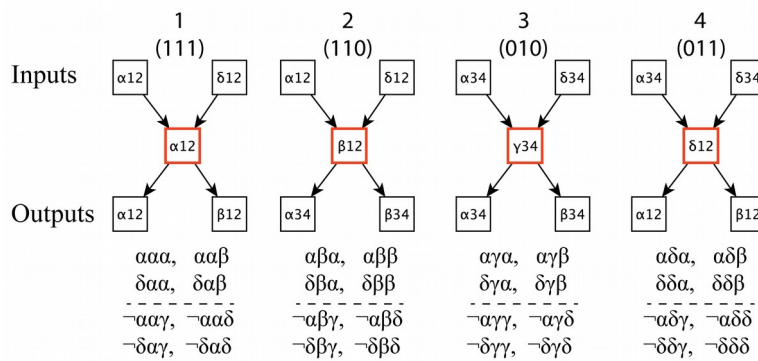 1 2 3 4
(111) (110) (010) (011)
Inputs α12 δ12 α12 δ12 α34 δ34 α34 δ34
α12 β12 γ34 δ12
Outputs α12 β12 α34 β34 α34 β34 α12 β12
ααα, ααβ αβα, αββ αγα, αγβ αδα, αδβ
δαα, δαβ δβα, δββ δγα, δγβ δδα, δδβ
¬ααγ, ¬ααδ ¬αβγ, ¬αβδ ¬αγγ, ¬αγδ ¬αδγ, ¬αδδ
¬δαγ, ¬δαδ ¬δβγ, ¬δβδ ¬δγγ, ¬δγδ ¬δδγ, ¬δδδ